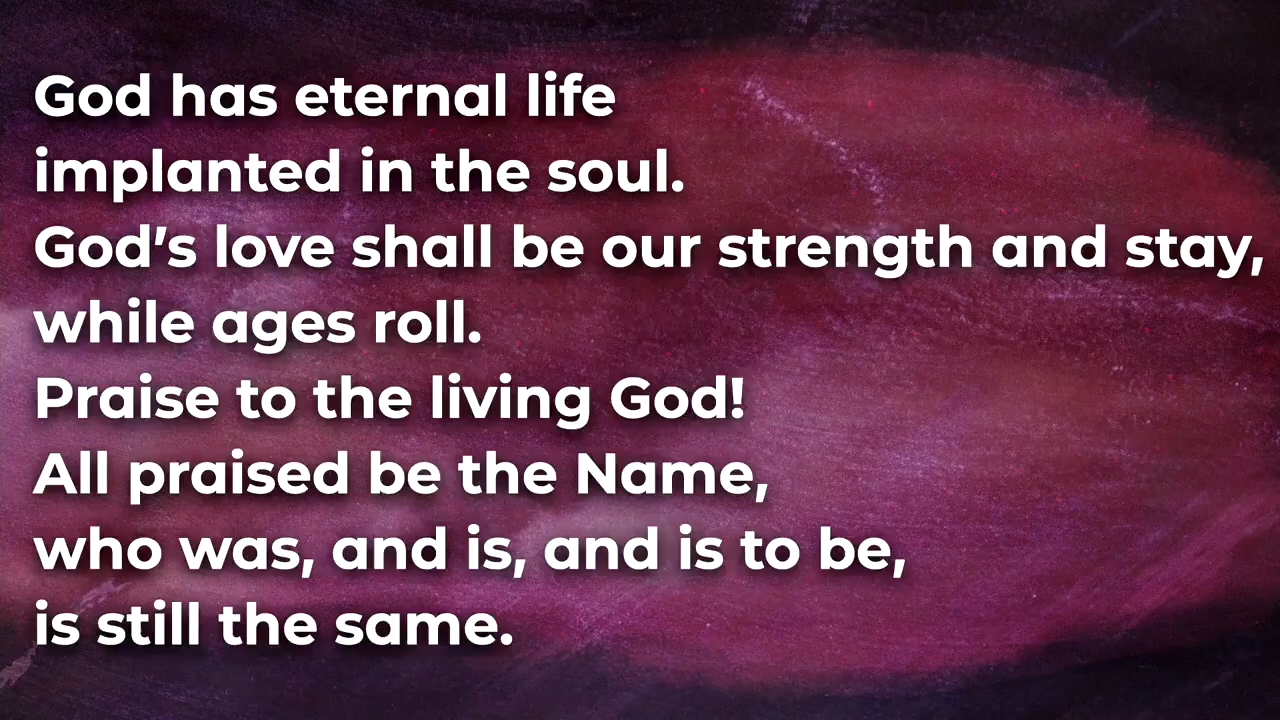 God has eternal life
implanted in the soul.
God's love shall be our strength and stay,
while ages roll.
Praise to the living God!
All praised be the Name,
who was, and is, and is to be,
is still the same.